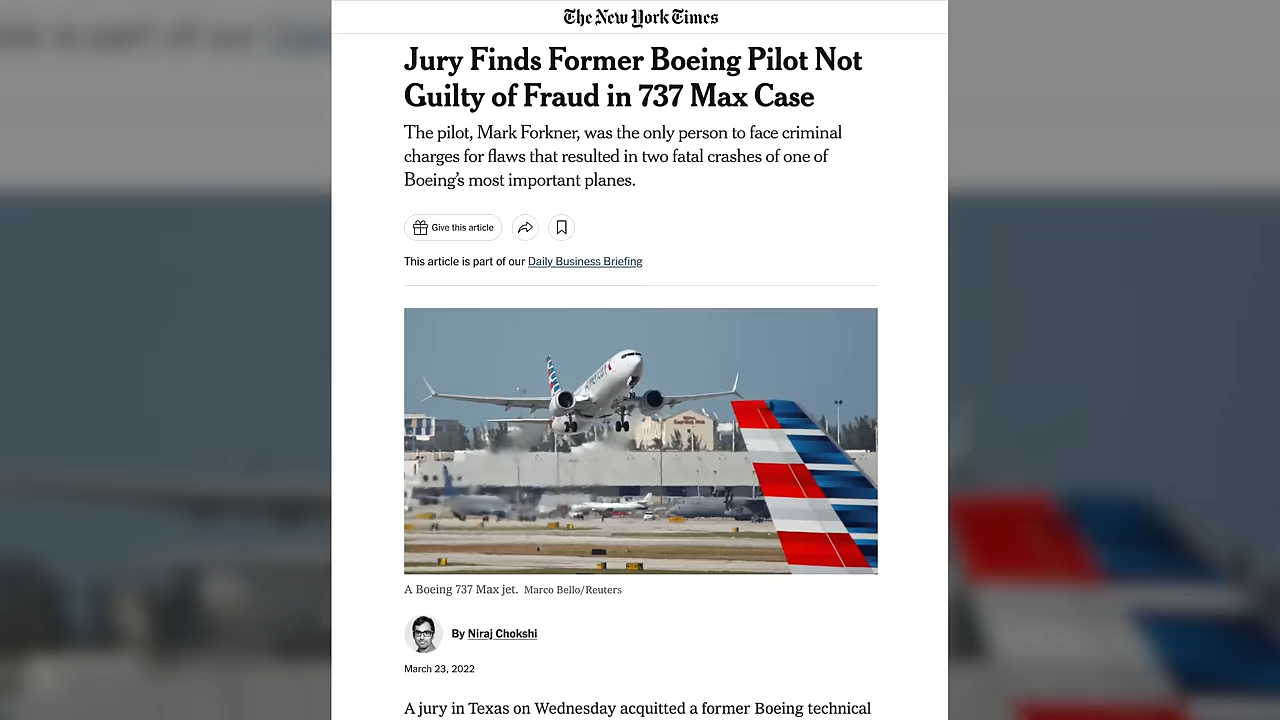 The New York Times
Jury Finds Former Boeing Pilot Not
Guilty of Fraud in 737 Max Case
The pilot, Mark Forkner, was the only person to face criminal
charges for flaws that resulted in two fatal crashes of one of
Boeing's most important planes.
Give this article
This article is part of our Daily Business Briefing
American
A Boeing 737 Max jet. Marco Bello/Reuters
By Niraj Chokshi
March 23, 2022
A jury in Texas on Wednesday acquitted a former Boeing technical